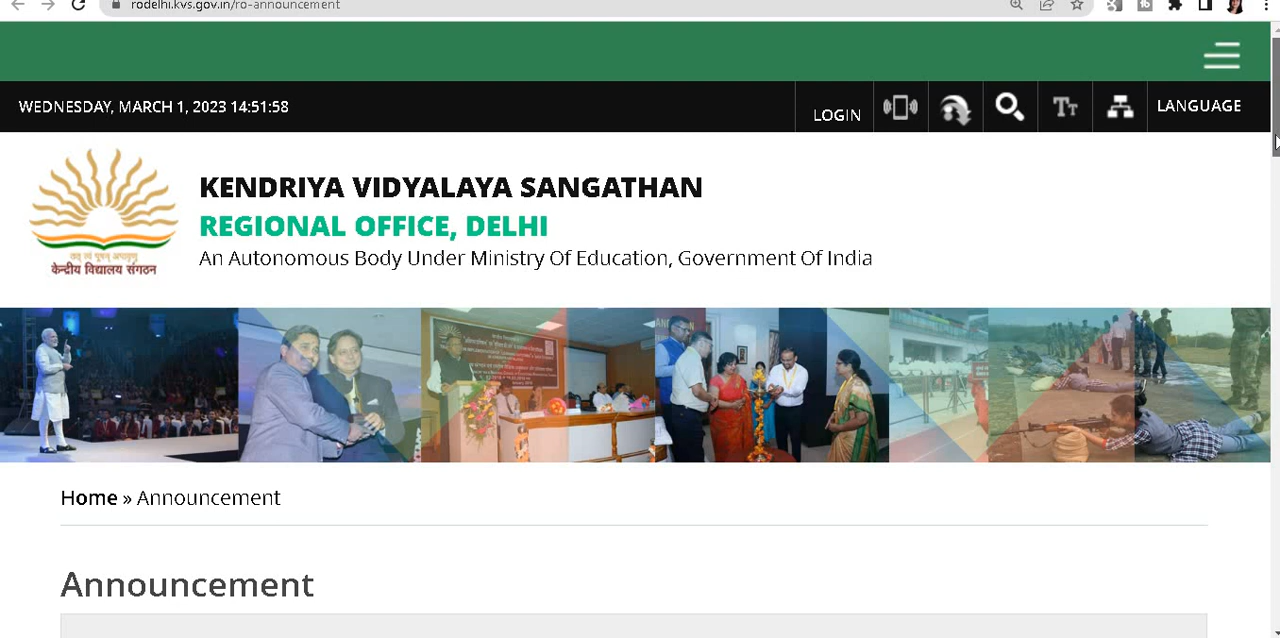 rodelhi.kvs.gov.in/ro-announcement
WEDNESDAY, MARCH 1, 2023 14:51:58
LOGIN
TT
LANGUAGE
केन्द्रीय विद्यालय संगठन
KENDRIYA VIDYALAYA SANGATHAN
REGIONAL OFFICE, DELHI
An Autonomous Body Under Ministry Of Education, Government Of India
Home » Announcement
Announcement